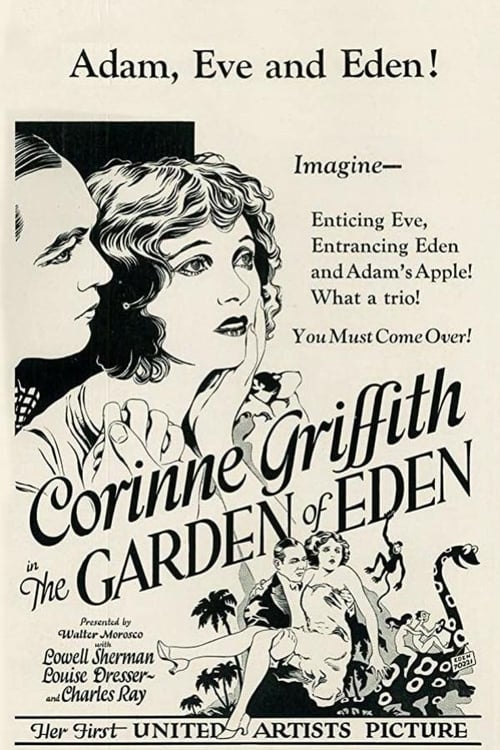 Adam, Eve and Eden!
Imagine—
Enticing Eve,
Entrancing Eden
and Adam's Apple!
What a trio!
You Must Come Over!
Corinne Griffith
in The GARDEN of EDEN
Presented by
Walter Morosco
with
Lowell Sherman
Louise Dresser~
and Charles Ray
EDEN
Her First UNITED ARTISTS PICTURE